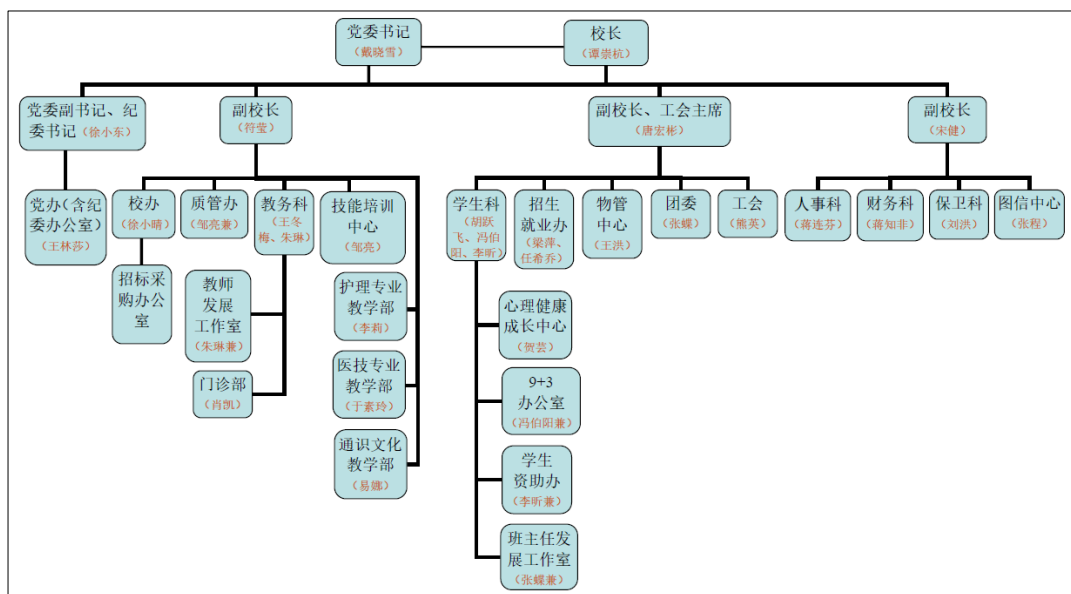 党委书记
（戴晓雪）
校长
（谭崇杭）
党委副书记、纪
委书记（徐小东）
副校长
（符莹）
副校长、工会主席
（唐宏彬）
副校长
（宋健）
党办（含纪
委办公室）
（王林莎）
校办
（徐小晴）
质管办
（邹亮兼）
教务科
（王冬
梅、朱琳）
技能培训
中心
（邹亮）
学生科
（胡跃
飞、冯伯
阳、李昕）
招生
就业办
（梁萍、
任希乔）
物管
中心
（王洪）
团委
（张蝶）
工会
（熊英）
人事科
（蒋连芬）
财务科
（蒋知非）
保卫科
（刘洪）
图信中心
（张程）
招标采
购办公
室
教师
发展
工作室
（朱琳兼）
门诊部
（肖凯）
护理专业
教学部
（李莉）
医技专业
教学部
（于素玲）
通识文化
教学部
（易娜）
心理健康
成长中心
（贺芸）
9+3
办公室
（冯伯阳兼）
学生
资助办
（李昕兼）
班主任发
展工作室
（张蝶兼）